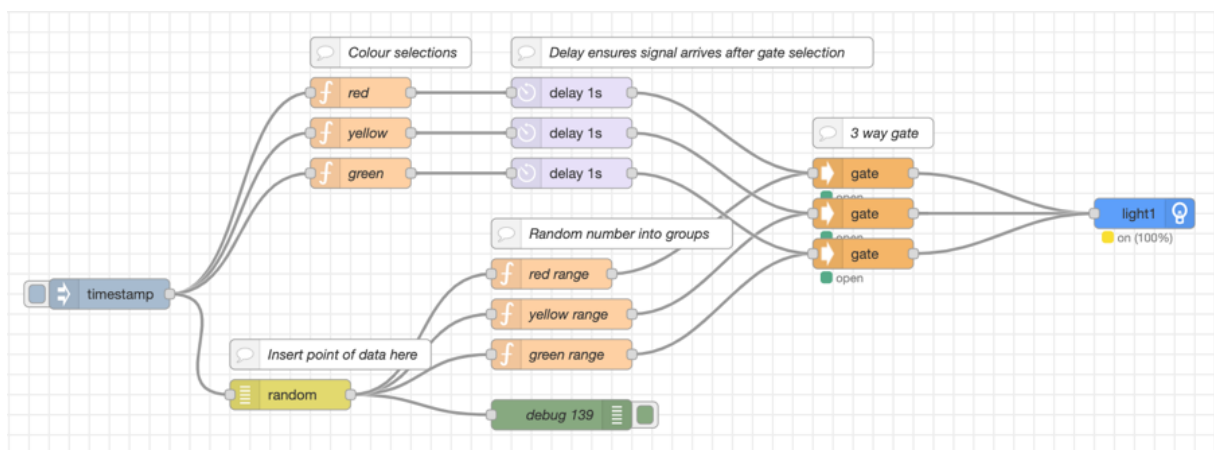 Colour selections
Delay ensures signal arrives after gate selection
red
delay 1s
yellow
delay 1s
3 way gate
green
delay 1s
gate
open
gate
light1
open
on (100%)
Random number into groups
gate
red range
open
timestamp
yellow range
Insert point of data here
green range
random
debug 139